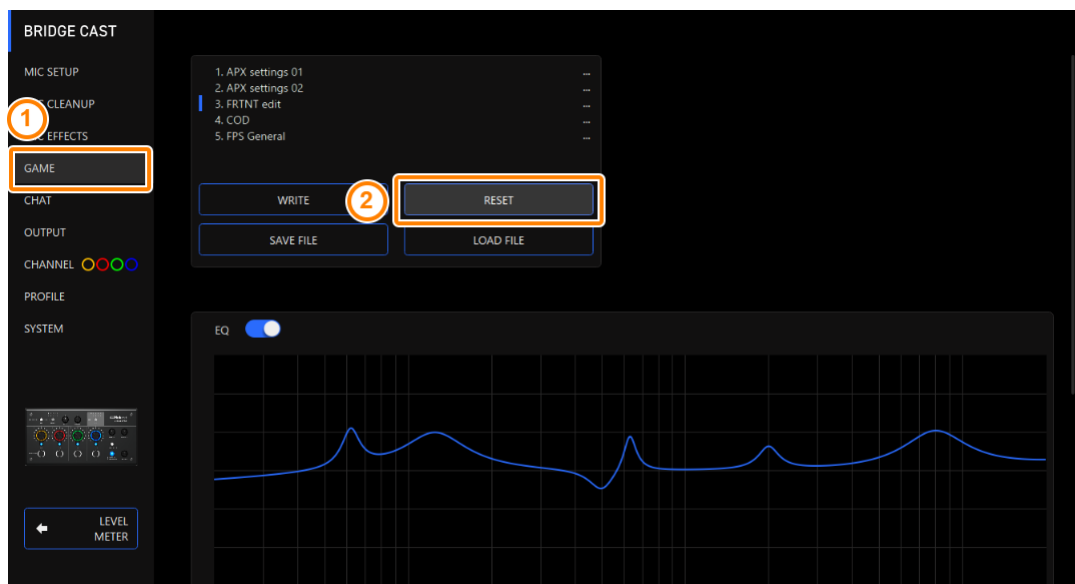 BRIDGE CAST
MIC SETUP
CLEANUP
EFFECTS
GAME
CHAT
OUTPUT
CHANNEL
PROFILE
SYSTEM
LEVEL
METER
1
2
1. APX settings 01 ...
2. APX settings 02 ...
3. FRTNT edit ...
4. COD ...
5. FPS General ...
WRITE
RESET
SAVE FILE
LOAD FILE
EQ